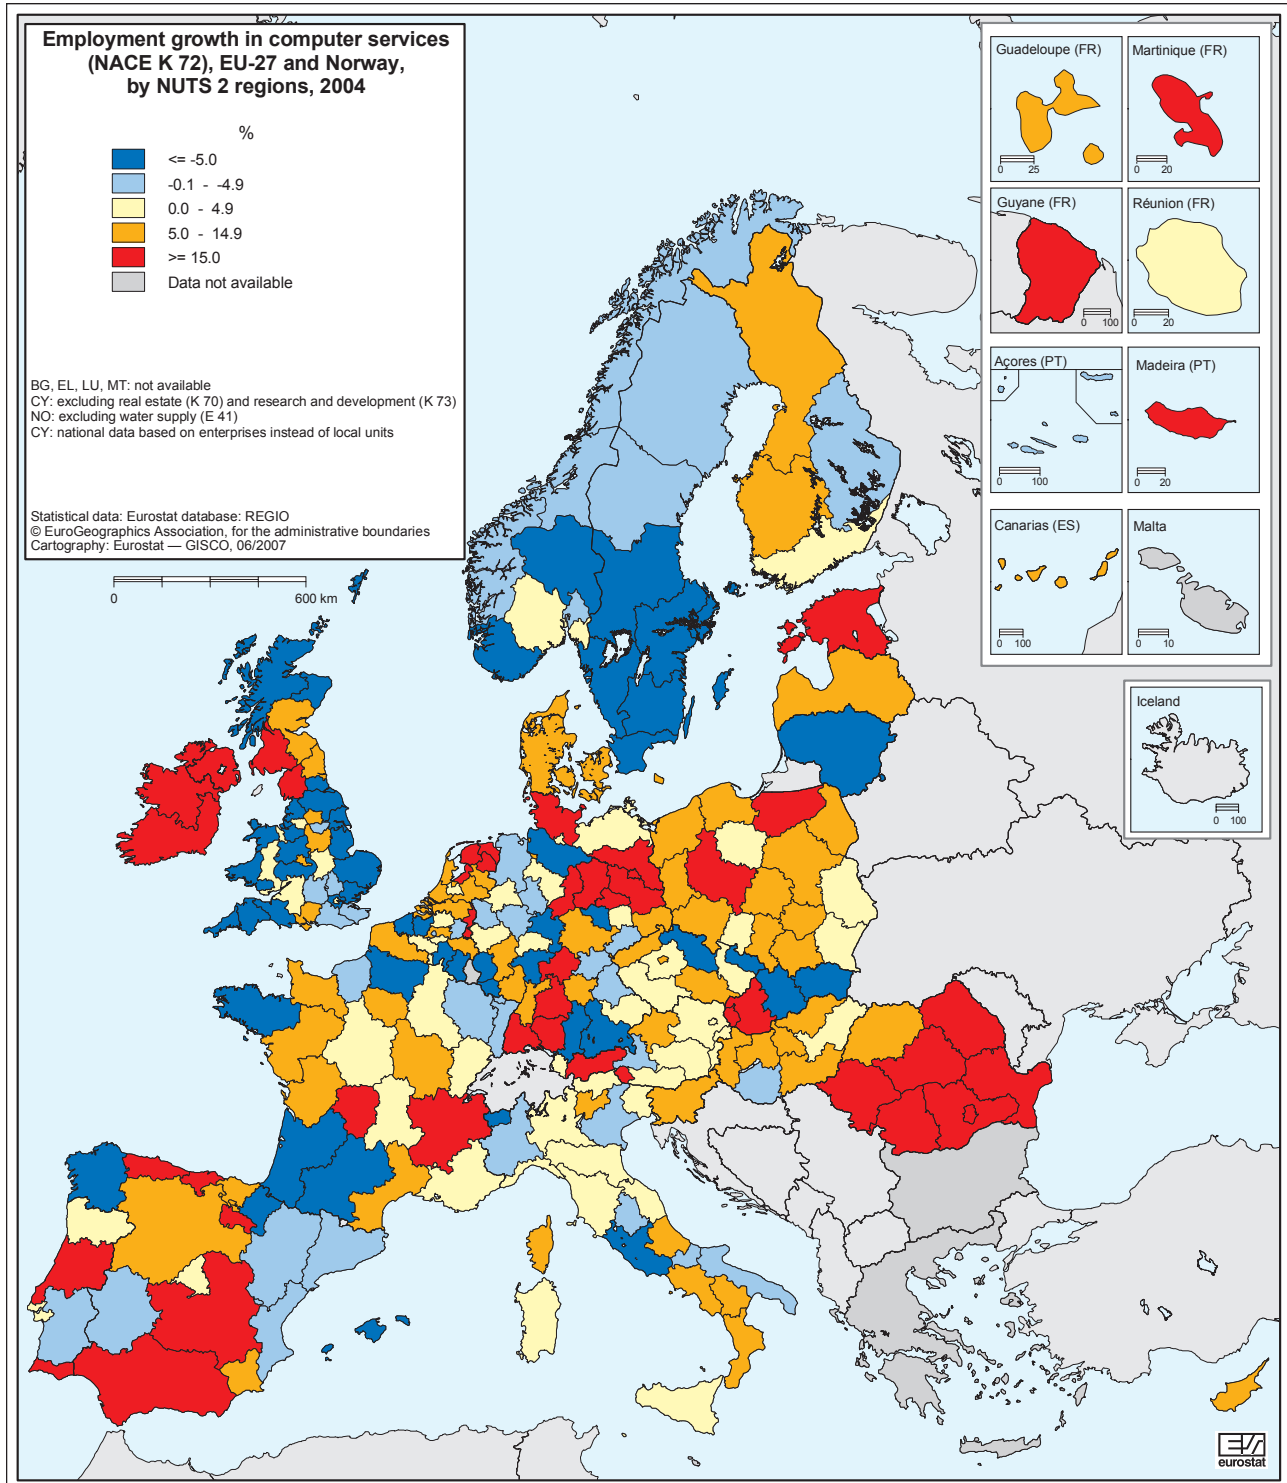 Employment growth in computer services
(NACE K 72), EU-27 and Norway,
by NUTS 2 regions, 2004
%
<= -5.0
-0.1 - -4.9
0.0 - 4.9
5.0 - 14.9
>= 15.0
Data not available
BG, EL, LU, MT: not available
CY: excluding real estate (K 70) and research and development (K 73)
NO: excluding water supply (E 41)
CY: national data based on enterprises instead of local units
Statistical data: Eurostat database: REGIO
© EuroGeographics Association, for the administrative boundaries
Cartography: Eurostat — GISCO, 06/2007
0 600 km
Guadeloupe (FR)
0 25
Martinique (FR)
0 20
Guyane (FR)
0 100
Réunion (FR)
0 20
Açores (PT)
0 100
Madeira (PT)
0 20
Canarias (ES)
0 100
Malta
0 10
Iceland
0 100
eurostat